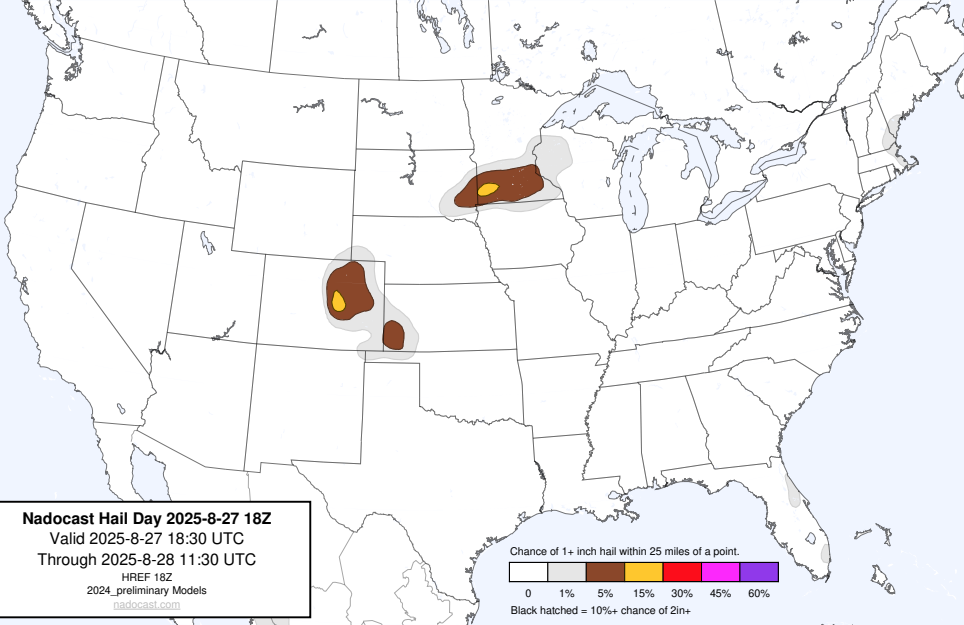 Nadocast Hail Day 2025-8-27 18Z
Valid 2025-8-27 18:30 UTC
Through 2025-8-28 11:30 UTC
HREF 18Z
2024_preliminary Models
nadocast.com
Chance of 1+ inch hail within 25 miles of a point.
0 1% 5% 15% 30% 45% 60%
Black hatched = 10%+ chance of 2in+